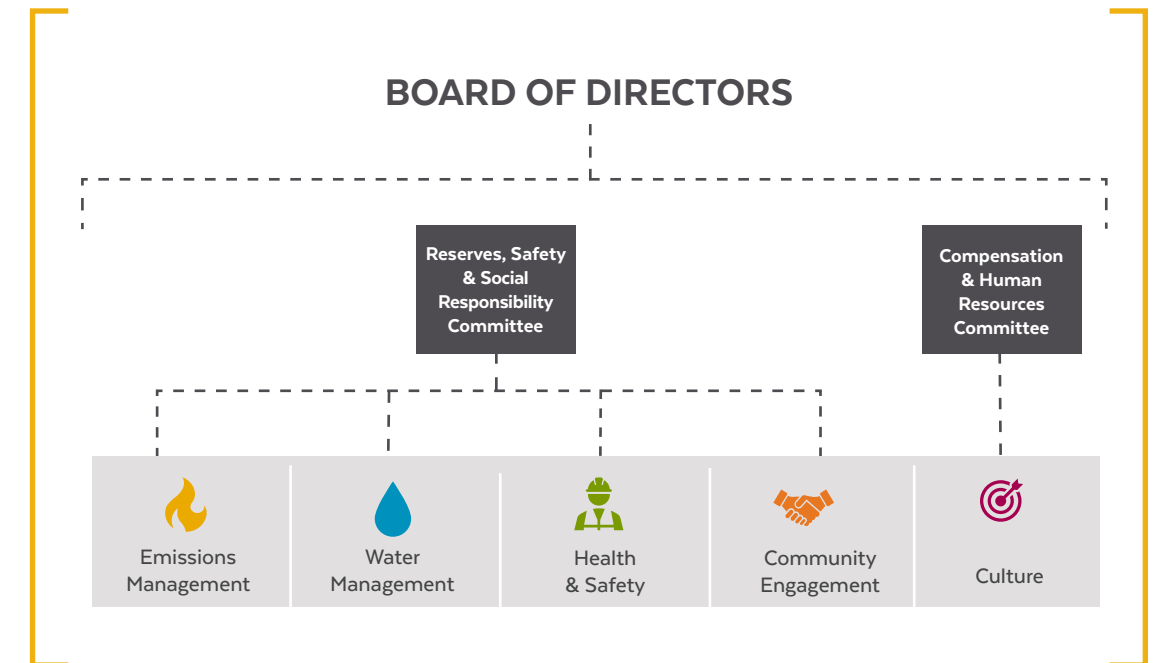 BOARD OF DIRECTORS
Reserves, Safety
& Social
Responsibility
Committee
Compensation
& Human
Resources
Committee
Emissions
Management
Water
Management
Health
& Safety
Community
Engagement
Culture